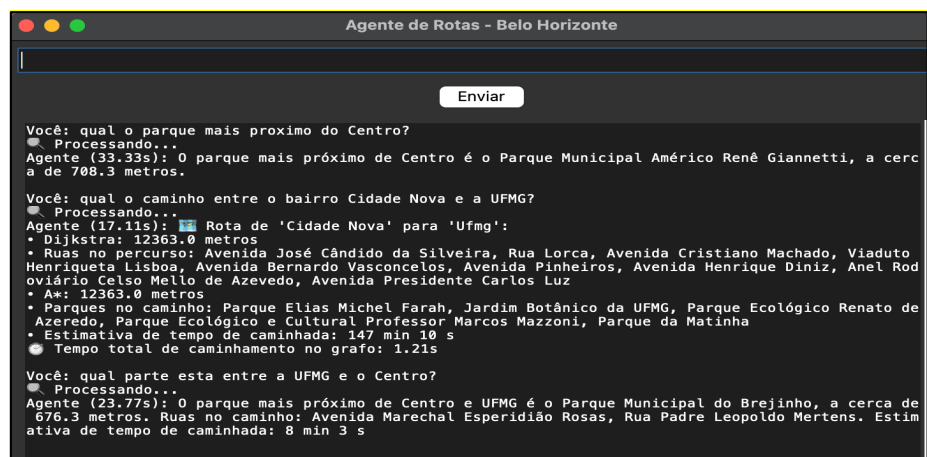 Agente de Rotas - Belo Horizonte
Enviar
Você: qual o parque mais proximo do Centro?
Processando...
Agente (33.33s): O parque mais próximo de Centro é o Parque Municipal Américo Renê Giannetti, a cerc
a de 708.3 metros.
Você: qual o caminho entre o bairro Cidade Nova e a UFMG?
Processando...
Agente (17.11s): 🗺️ Rota de 'Cidade Nova' para 'Ufmg':
• Dijkstra: 12363.0 metros
• Ruas no percurso: Avenida José Cândido da Silveira, Rua Lorca, Avenida Cristiano Machado, Viaduto
Henriqueta Lisboa, Avenida Bernardo Vasconcelos, Avenida Pinheiros, Avenida Henrique Diniz, Anel Rod
oviário Celso Mello de Azevedo, Avenida Presidente Carlos Luz
• A*: 12363.0 metros
• Parques no caminho: Parque Elias Michel Farah, Jardim Botânico da UFMG, Parque Ecológico Renato de
Azeredo, Parque Ecológico e Cultural Professor Marcos Mazzoni, Parque da Matinha
• Estimativa de tempo de caminhada: 147 min 10 s
Tempo total de caminhamento no grafo: 1.21s
Você: qual parte esta entre a UFMG e o Centro?
Processando...
Agente (23.77s): O parque mais próximo de Centro e UFMG é o Parque Municipal do Brejinho, a cerca de
676.3 metros. Ruas no caminho: Avenida Marechal Esperidião Rosas, Rua Padre Leopoldo Mertens. Estim
ativa de tempo de caminhada: 8 min 3 s